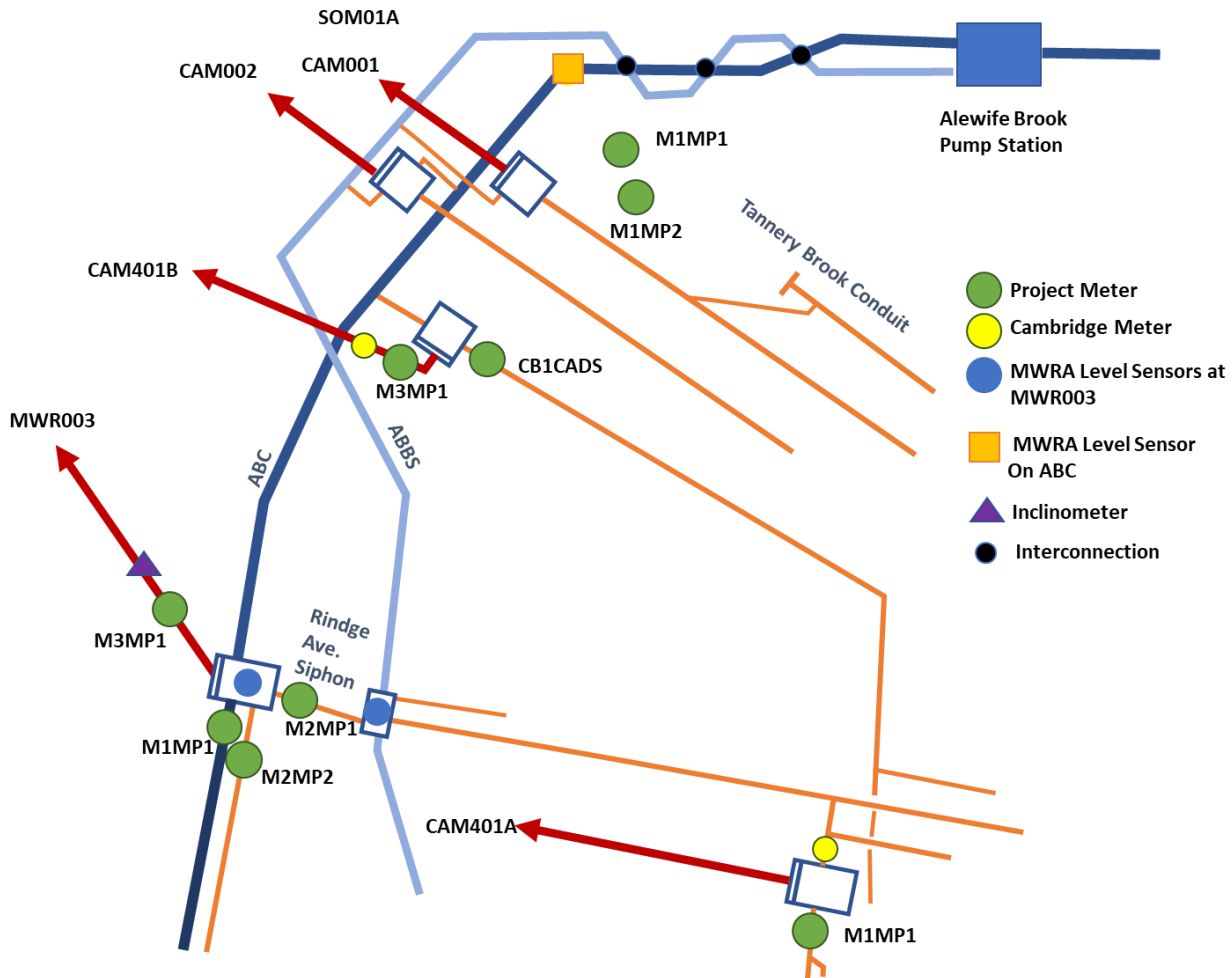 SOM01A
CAM002
CAM001
Alewife Brook
Pump Station
M1MP1
M1MP2
Tannery Brook Conduit
CAM401B
CB1CADS
M3MP1
Project Meter
Cambridge Meter
MWRA Level Sensors at
MWR003
MWRA Level Sensor
On ABC
Inclinometer
Interconnection
MWR003
ABC
ABBS
M3MP1
Rindge
Ave.
Siphon
M2MP1
M1MP1
M2MP2
CAM401A
M1MP1